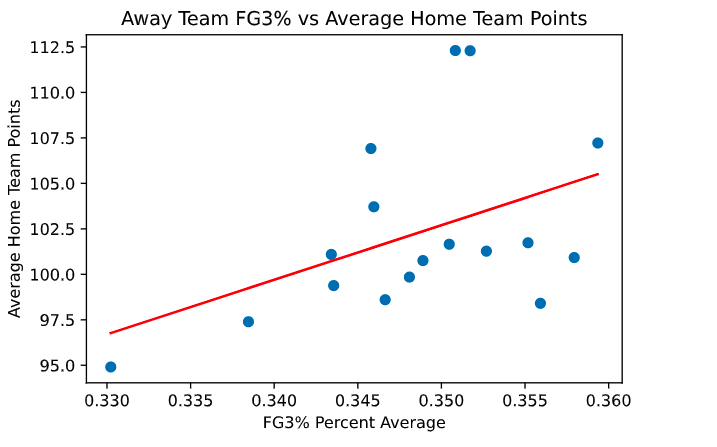 Away Team FG3% vs Average Home Team Points
Average Home Team Points
112.5
110.0
107.5
105.0
102.5
100.0
97.5
95.0
0.330 0.335 0.340 0.345 0.350 0.355 0.360
FG3% Percent Average